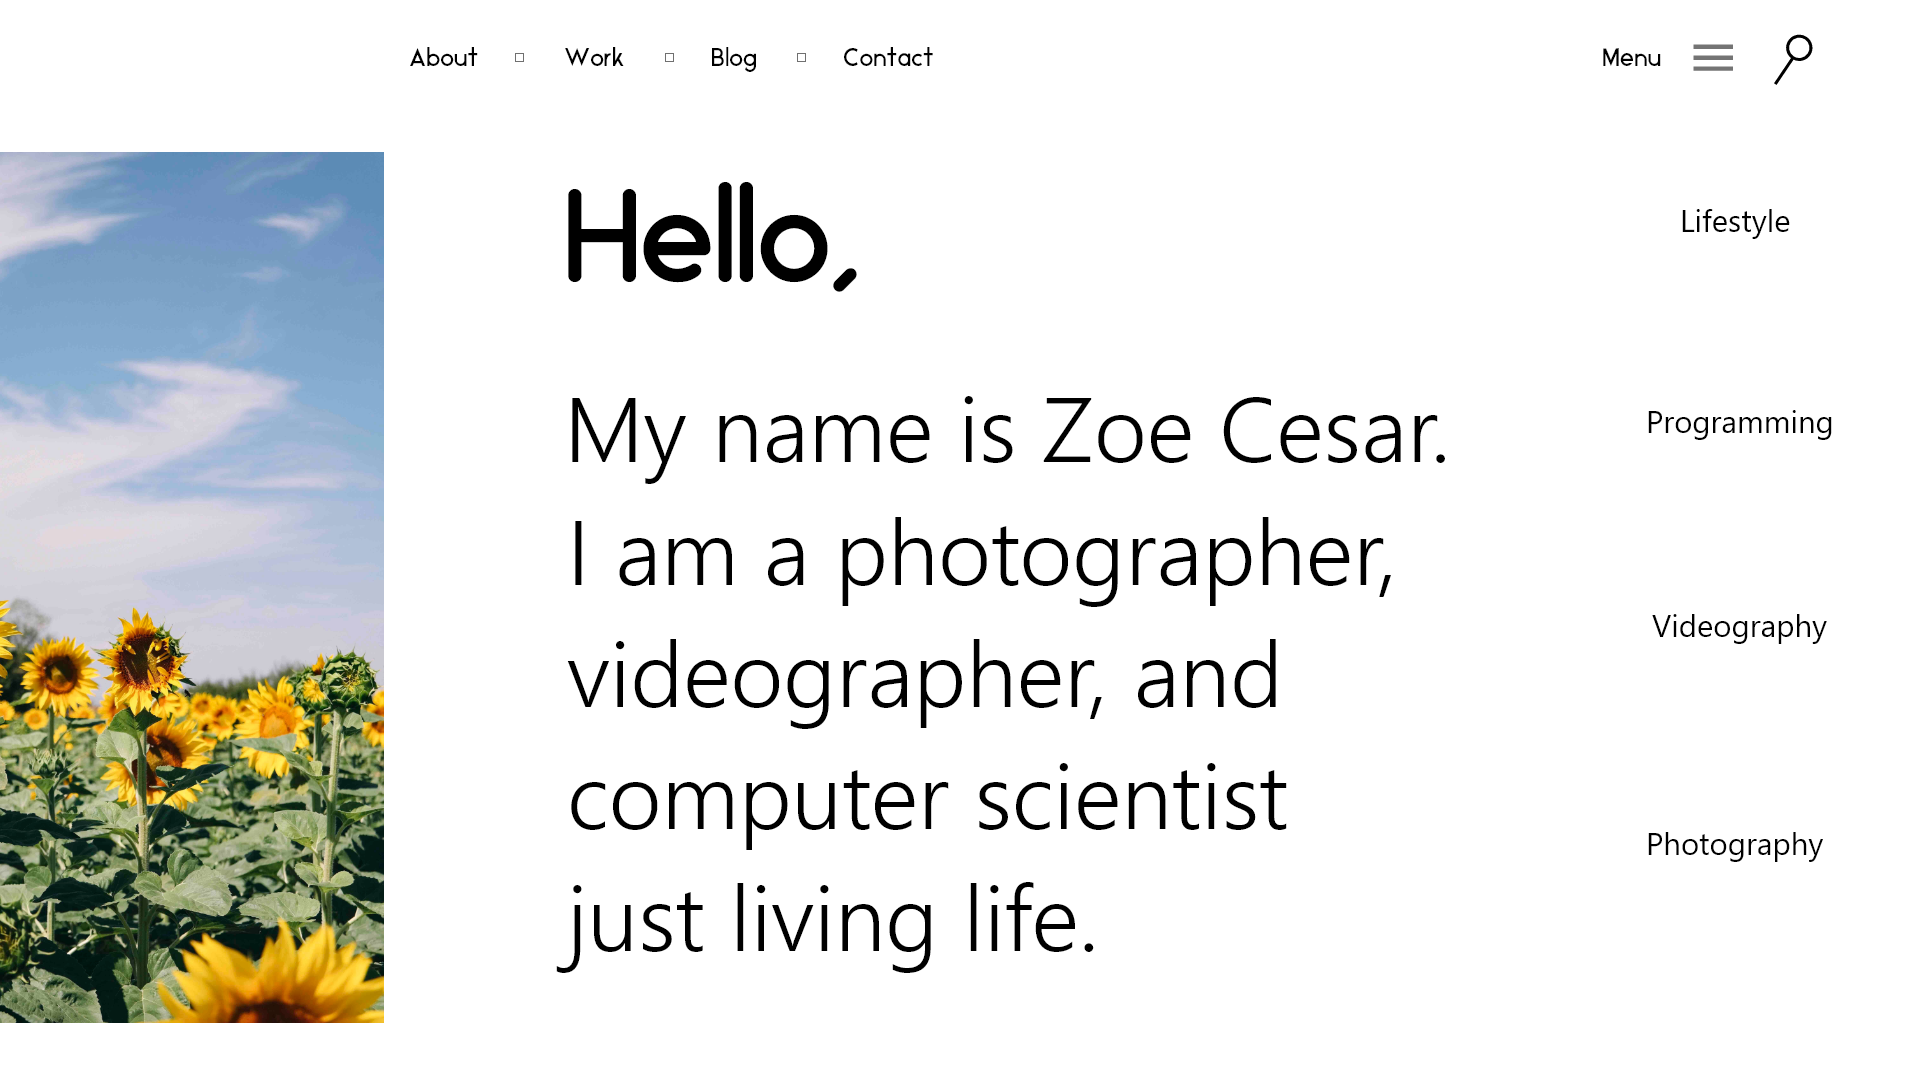 About Work Blog Contact Menu
Hello,
My name is Zoe Cesar.
I am a photographer,
videographer, and
computer scientist
just living life.
Lifestyle
Programming
Videography
Photography